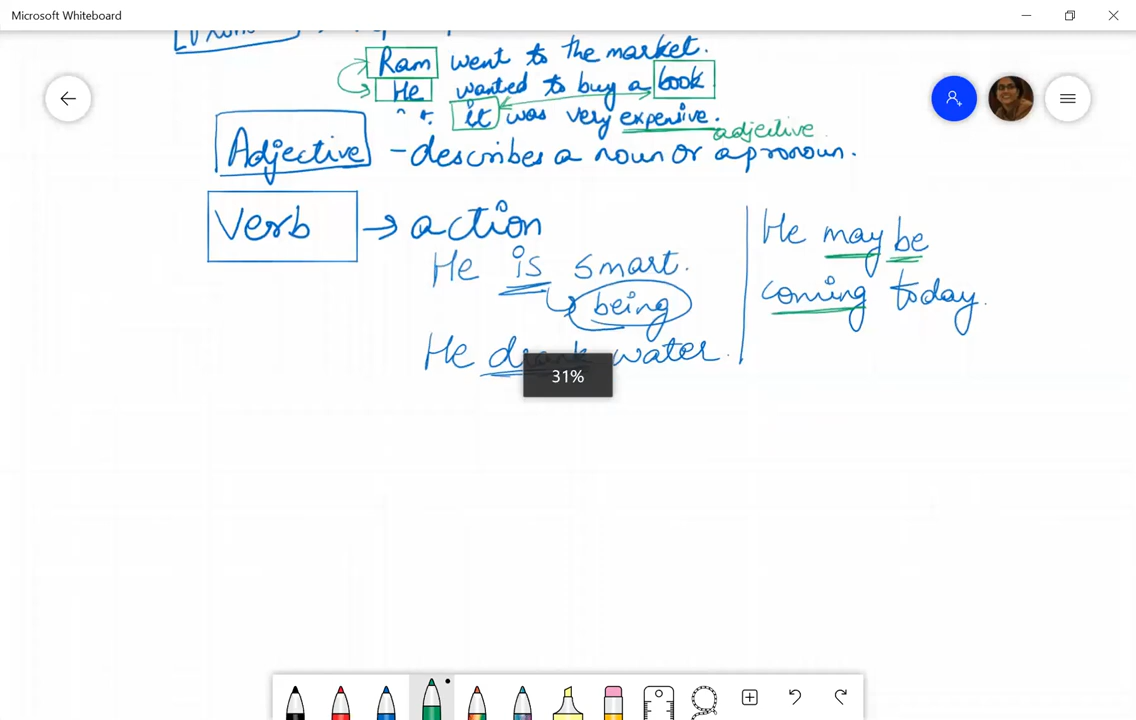 Microsoft Whiteboard
Ram went to the market.
He wanted to buy a book
it was very expensive.
adjective
Adjective - describes a noun or a pronoun.
Verb → action
He is smart.
being
He drank water.
He may be
coming today.
31%